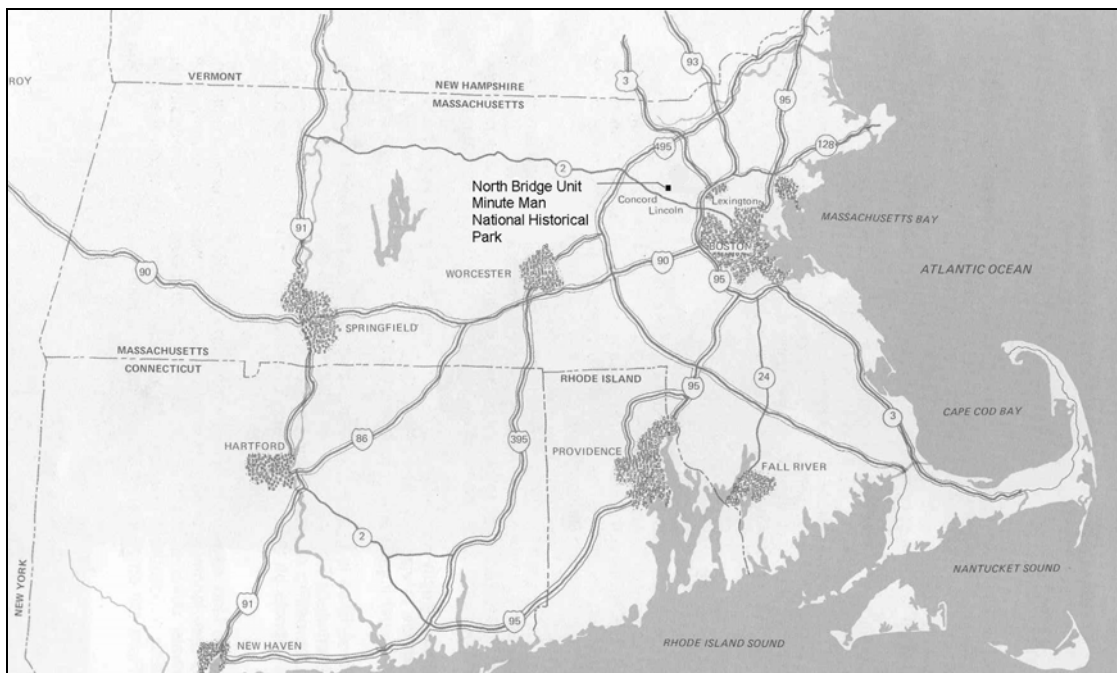 ROY
VERMONT
NEW HAMPSHIRE
MASSACHUSETTS
3
93
95
495
128
2
North Bridge Unit
Minute Man
National Historical
Park
Concord
Lexington
Lincoln
MASSACHUSETTS BAY
91
BOSTON
90
WORCESTER
90
95
ATLANTIC OCEAN
SPRINGFIELD
MASSACHUSETTS
CONNECTICUT
RHODE ISLAND
95
24
CAPE COD BAY
3
86
395
HARTFORD
PROVIDENCE
FALL RIVER
2
NEW YORK
NANTUCKET SOUND
91
95
NEW HAVEN
RHODE ISLAND SOUND